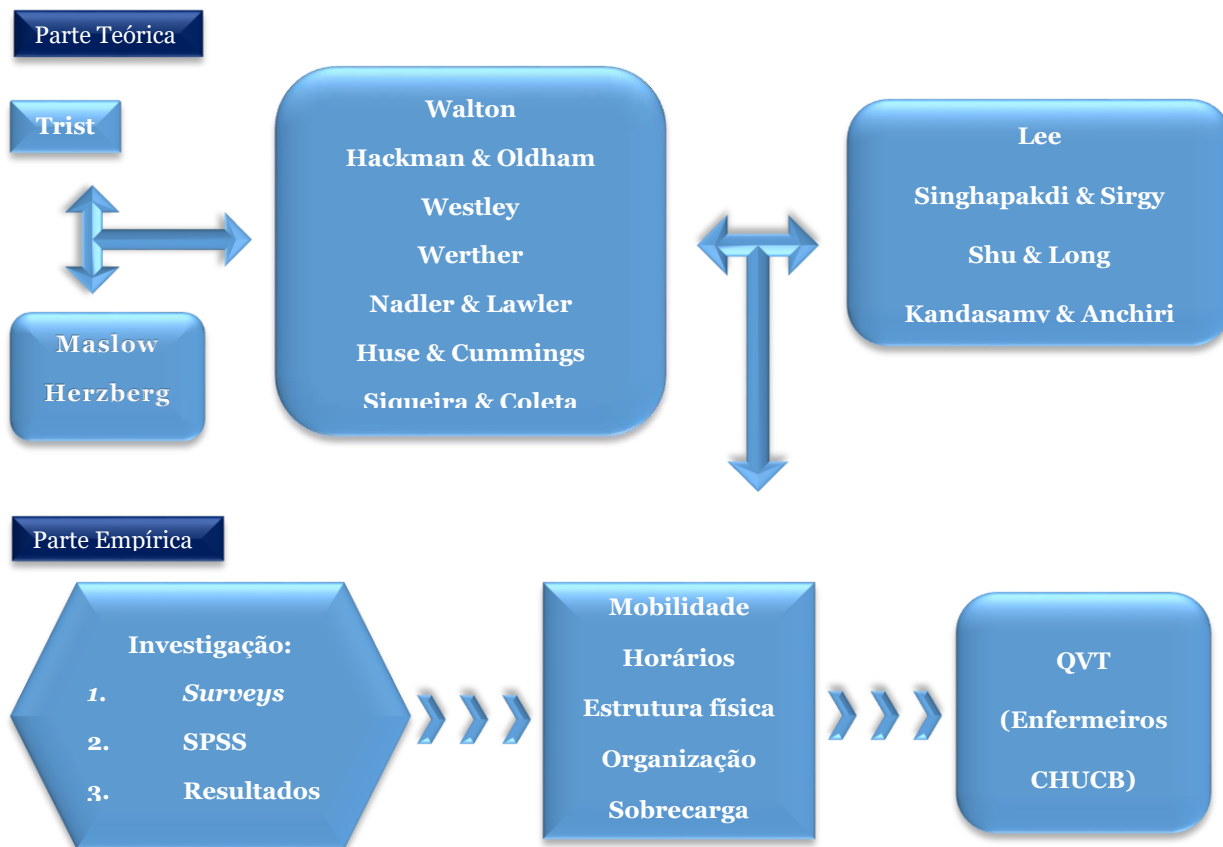 Parte Teórica
Trist
Maslow
Herzberg
Walton
Hackman & Oldham
Westley
Werther
Nadler & Lawler
Huse & Cummings
Siqueira & Coleta
Lee
Singhapakdi & Sirgy
Shu & Long
Kandasamy & Anchiri
Parte Empírica
Investigação:
1. Surveys
2. SPSS
3. Resultados
Mobilidade
Horários
Estrutura física
Organização
Sobrecarga
QVT
(Enfermeiros
CHUCB)